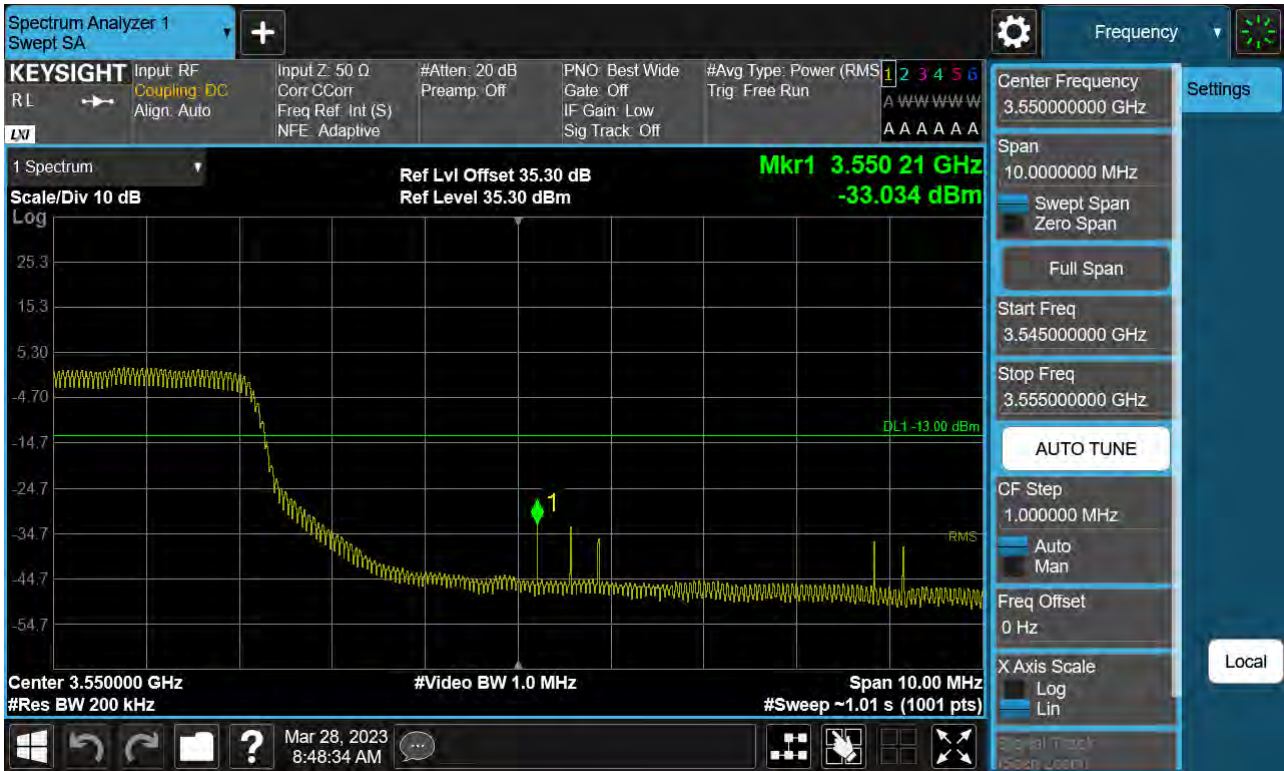 Spectrum Analyzer 1
Swept SA
+
Frequency
KEYSIGHT
RL
LXI
Input: RF
Coupling: DC
Align: Auto
Input Z: 50 Ω
Corr CCorr
Freq Ref: Int (S)
NFE: Adaptive
#Atten: 20 dB
Preamp: Off
PNO: Best Wide
Gate: Off
IF Gain: Low
Sig Track: Off
#Avg Type: Power (RMS
Trig: Free Run
1 2 3 4 5 6
A W W W W W
A A A A A A
1 Spectrum
Scale/Div 10 dB
Log
Ref Lvl Offset 35.30 dB
Ref Level 35.30 dBm
Mkr1 3.550 21 GHz
-33.034 dBm
25.3
15.3
5.30
-4.70
-14.7
-24.7
-34.7
-44.7
-54.7
DL1 -13.00 dBm
1
RMS
Center 3.550000 GHz
#Res BW 200 kHz
#Video BW 1.0 MHz
Span 10.00 MHz
#Sweep ~1.01 s (1001 pts)
Center Frequency
3.550000000 GHz
Settings
Span
10.0000000 MHz
Swept Span
Zero Span
Full Span
Start Freq
3.545000000 GHz
Stop Freq
3.555000000 GHz
AUTO TUNE
CF Step
1.000000 MHz
Auto
Man
Freq Offset
0 Hz
X Axis Scale
Log
Lin
Local
Signal Track
(Span Zoom)
?
Mar 28, 2023
8:48:34 AM